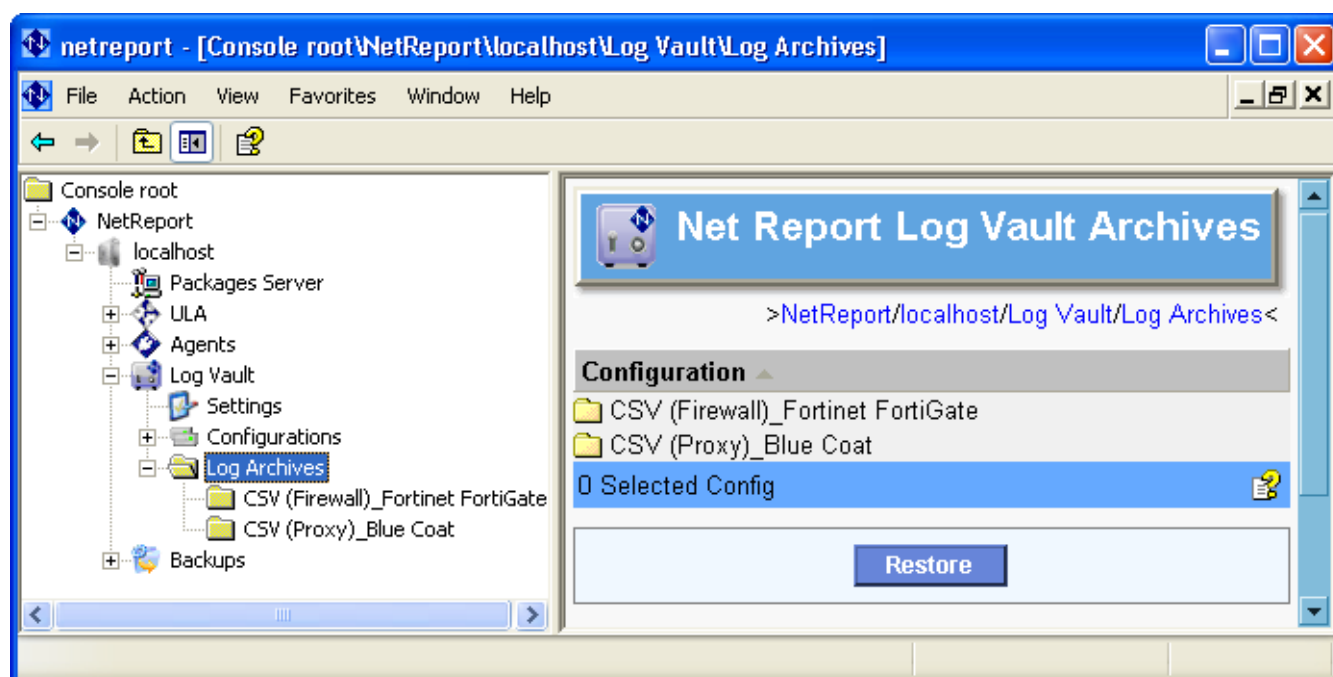 netreport - [Console root\NetReport\localhost\Log Vault\Log Archives]
File Action View Favorites Window Help
Console root
NetReport
localhost
Packages Server
ULA
Agents
Log Vault
Settings
Configurations
Log Archives
CSV (Firewall)_Fortinet FortiGate
CSV (Proxy)_Blue Coat
Backups
Net Report Log Vault Archives
>NetReport/localhost/Log Vault/Log Archives<
Configuration
CSV (Firewall)_Fortinet FortiGate
CSV (Proxy)_Blue Coat
0 Selected Config
Restore